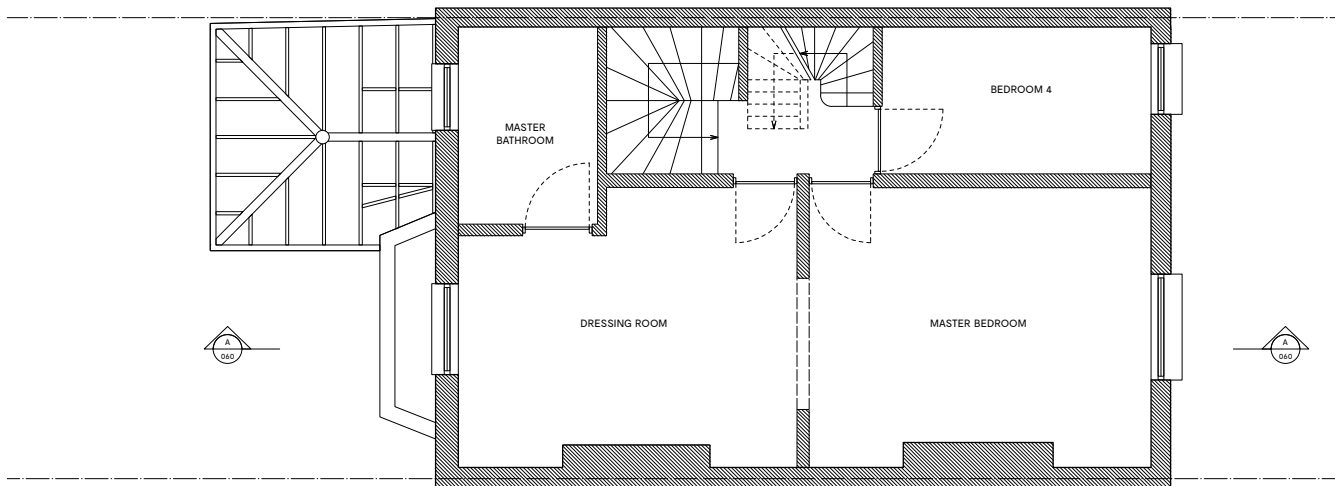 BEDROOM 4
MASTER
BATHROOM
DRESSING ROOM
MASTER BEDROOM
A
060
A
060